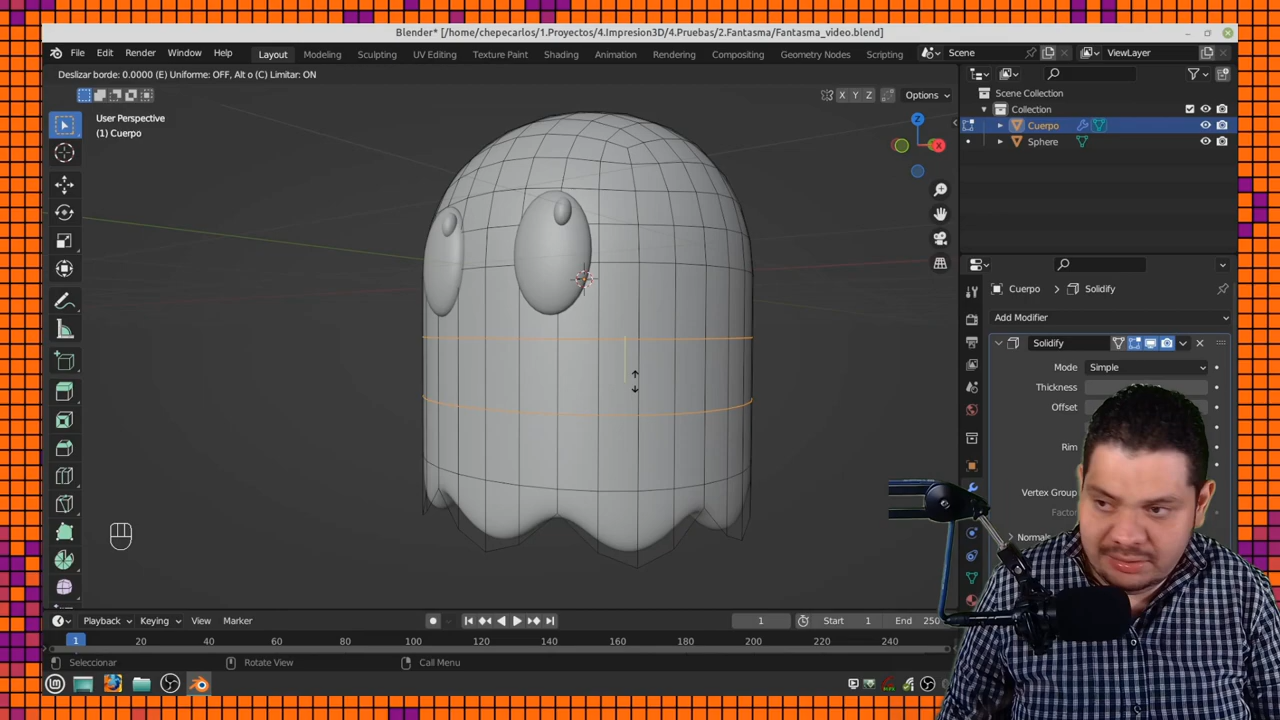 Blender* [/home/chepecarlos/1.Proyectos/4.Impresion3D/4.Pruebas/2.Fantasma/Fantasma_video.blend]
File Edit Render Window Help Layout Modeling Sculpting UV Editing Texture Paint Shading Animation Rendering Compositing Geometry Nodes Scene ViewLayer
Deslizar borde: 0.0000 (E) Uniforme: OFF, Alt o (C) Limitar: ON
X Y Z Options
User Perspective
(1) Cuerpo
Z
X
Scene Collection
Collection
Cuerpo
Sphere
Cuerpo > Solidify
Add Modifier
Solidify
Mode Simple
Thickness
Offset
Rim
Vertex Group
Factor
Normals
Playback Keying View Marker 1 Start 1 End 250
1 20 40 60 80 100 120 140 160 180 200 220 240
Seleccionar Rotate View Call Menu